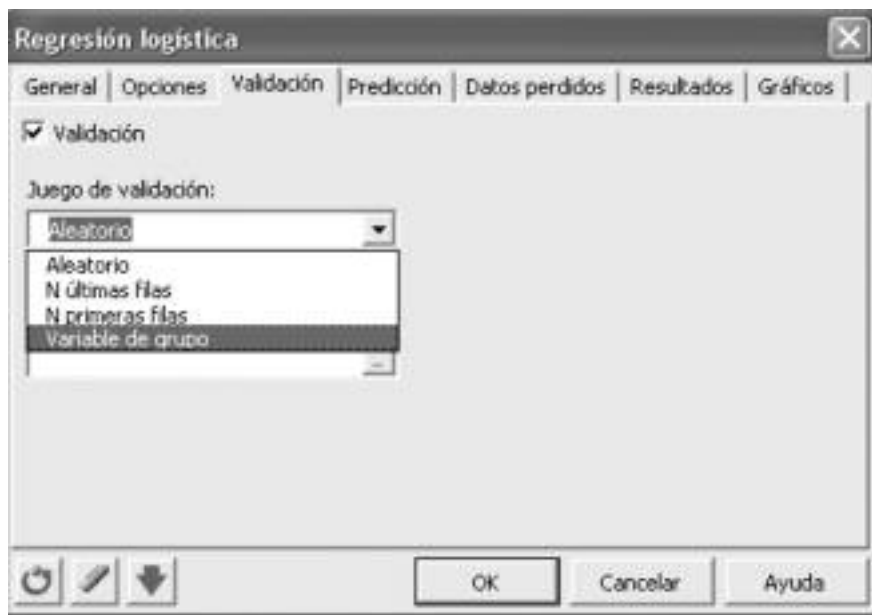 Regresión logística
General Opciones Validación Predicción Datos perdidos Resultados Gráficos
Validación
Juego de validación:
Aleatorio
Aleatorio
N últimas filas
N primeras filas
Variable de grupo
...
OK Cancelar Ayuda